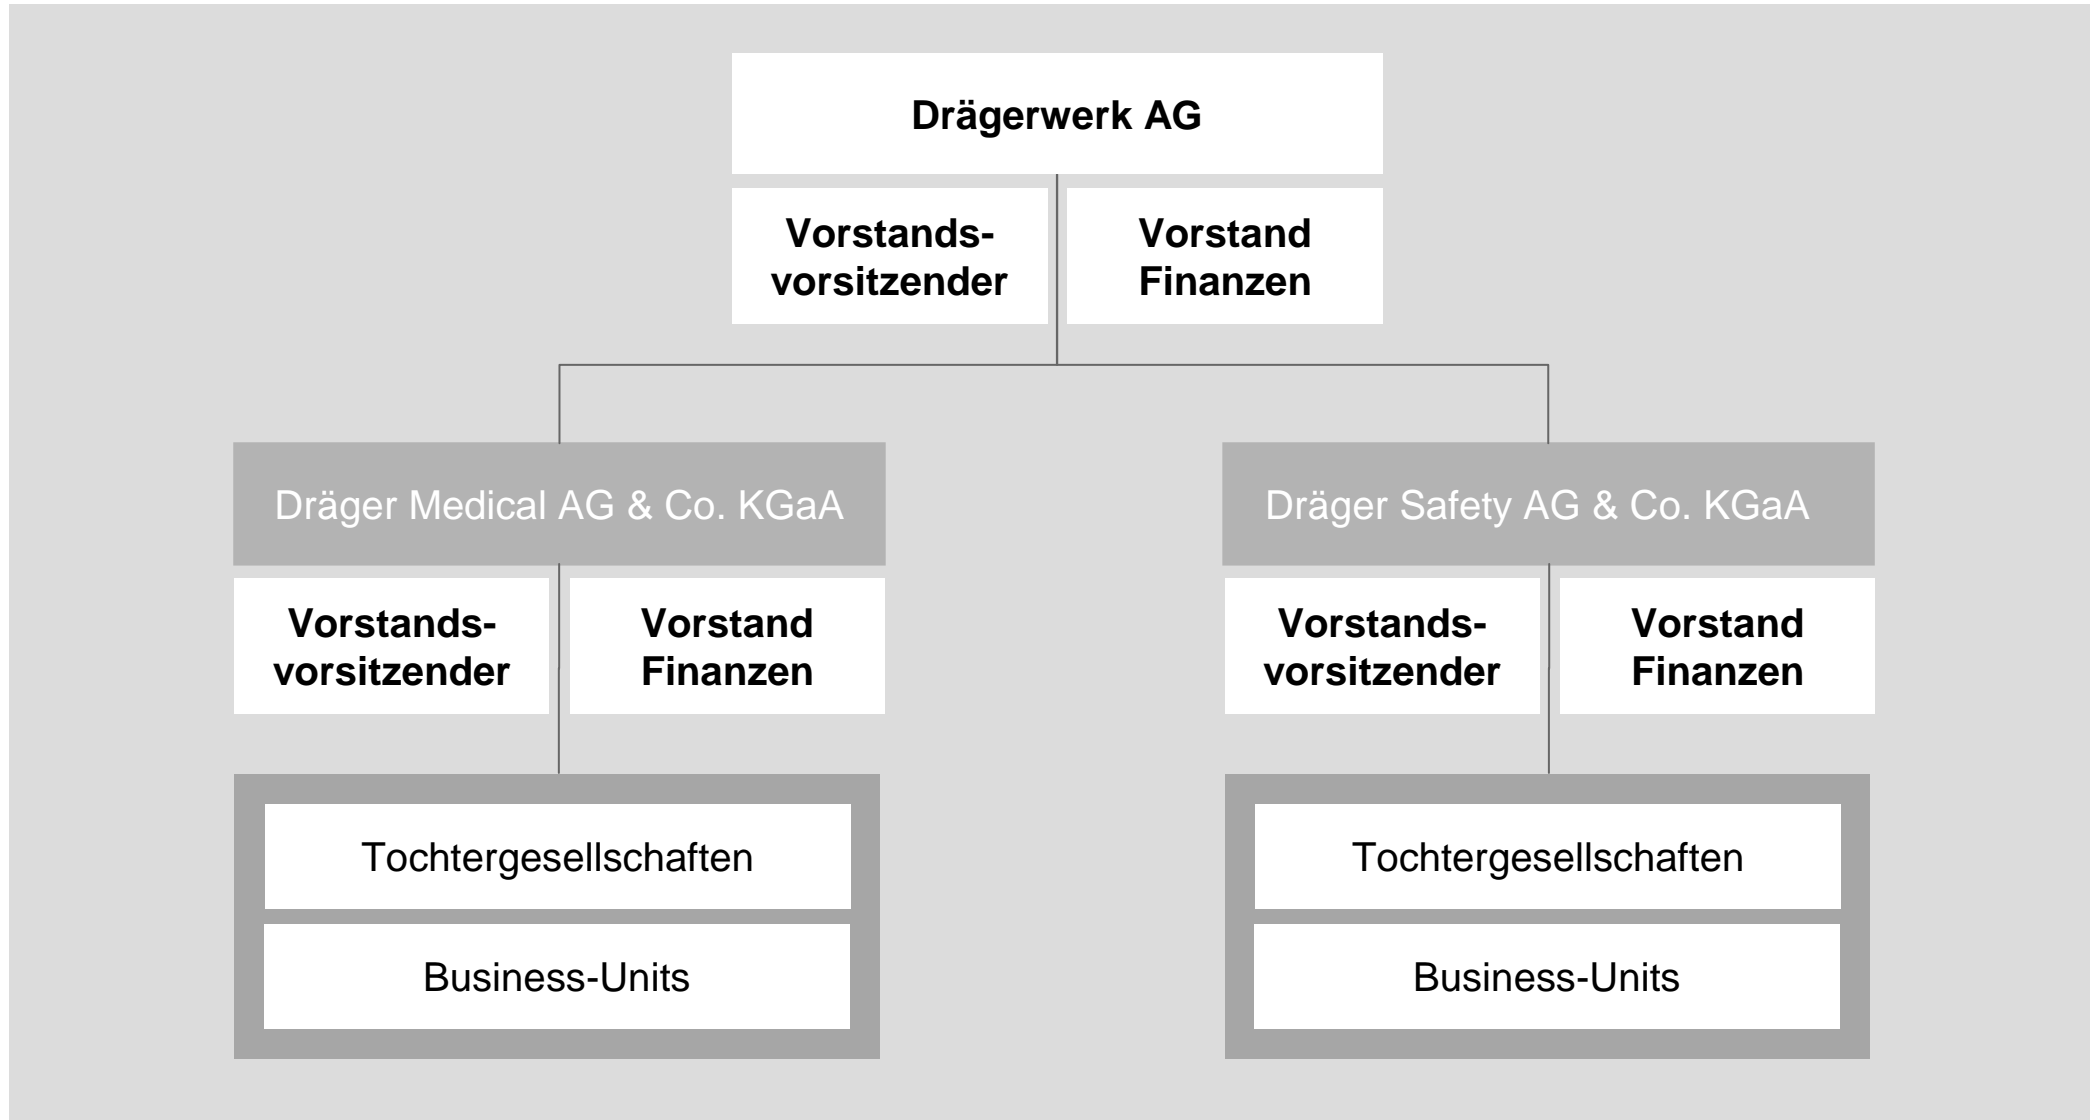 Drägerwerk AG
Vorstands-
vorsitzender
Vorstand
Finanzen
Dräger Medical AG & Co. KGaA
Dräger Safety AG & Co. KGaA
Vorstands-
vorsitzender
Vorstand
Finanzen
Vorstands-
vorsitzender
Vorstand
Finanzen
Tochtergesellschaften
Business-Units
Tochtergesellschaften
Business-Units